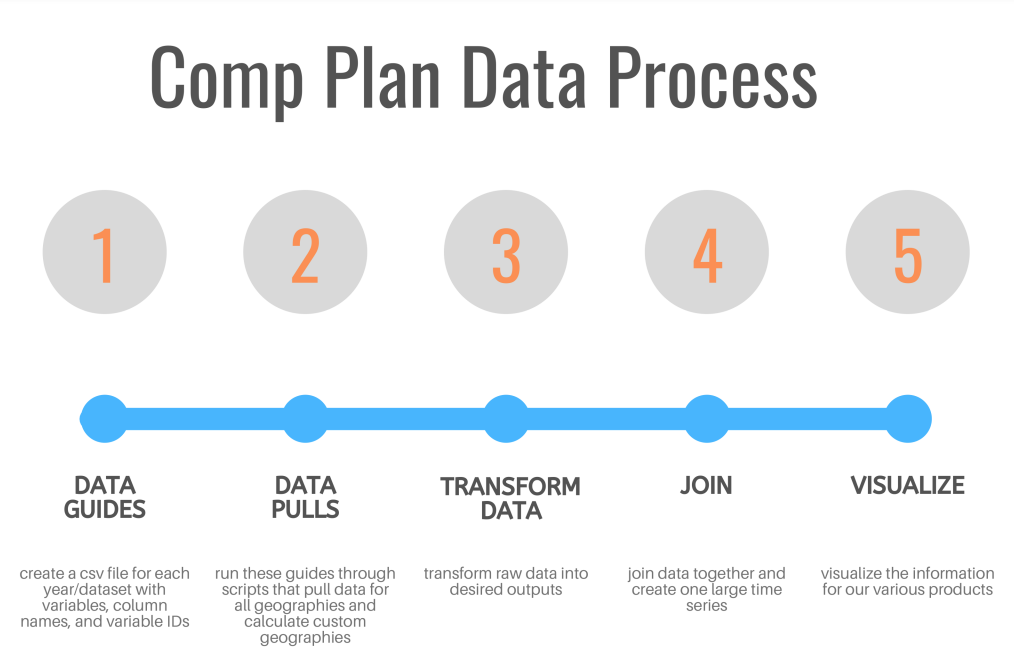 Comp Plan Data Process
1
2
3
4
5
DATA
GUIDES
create a csv file for each
year/dataset with
variables, column
names, and variable IDs
DATA
PULLS
run these guides through
scripts that pull data for
all geographies and
calculate custom
geographies
TRANSFORM
DATA
transform raw data into
desired outputs
JOIN
join data together and
create one large time
series
VISUALIZE
visualize the information
for our various products